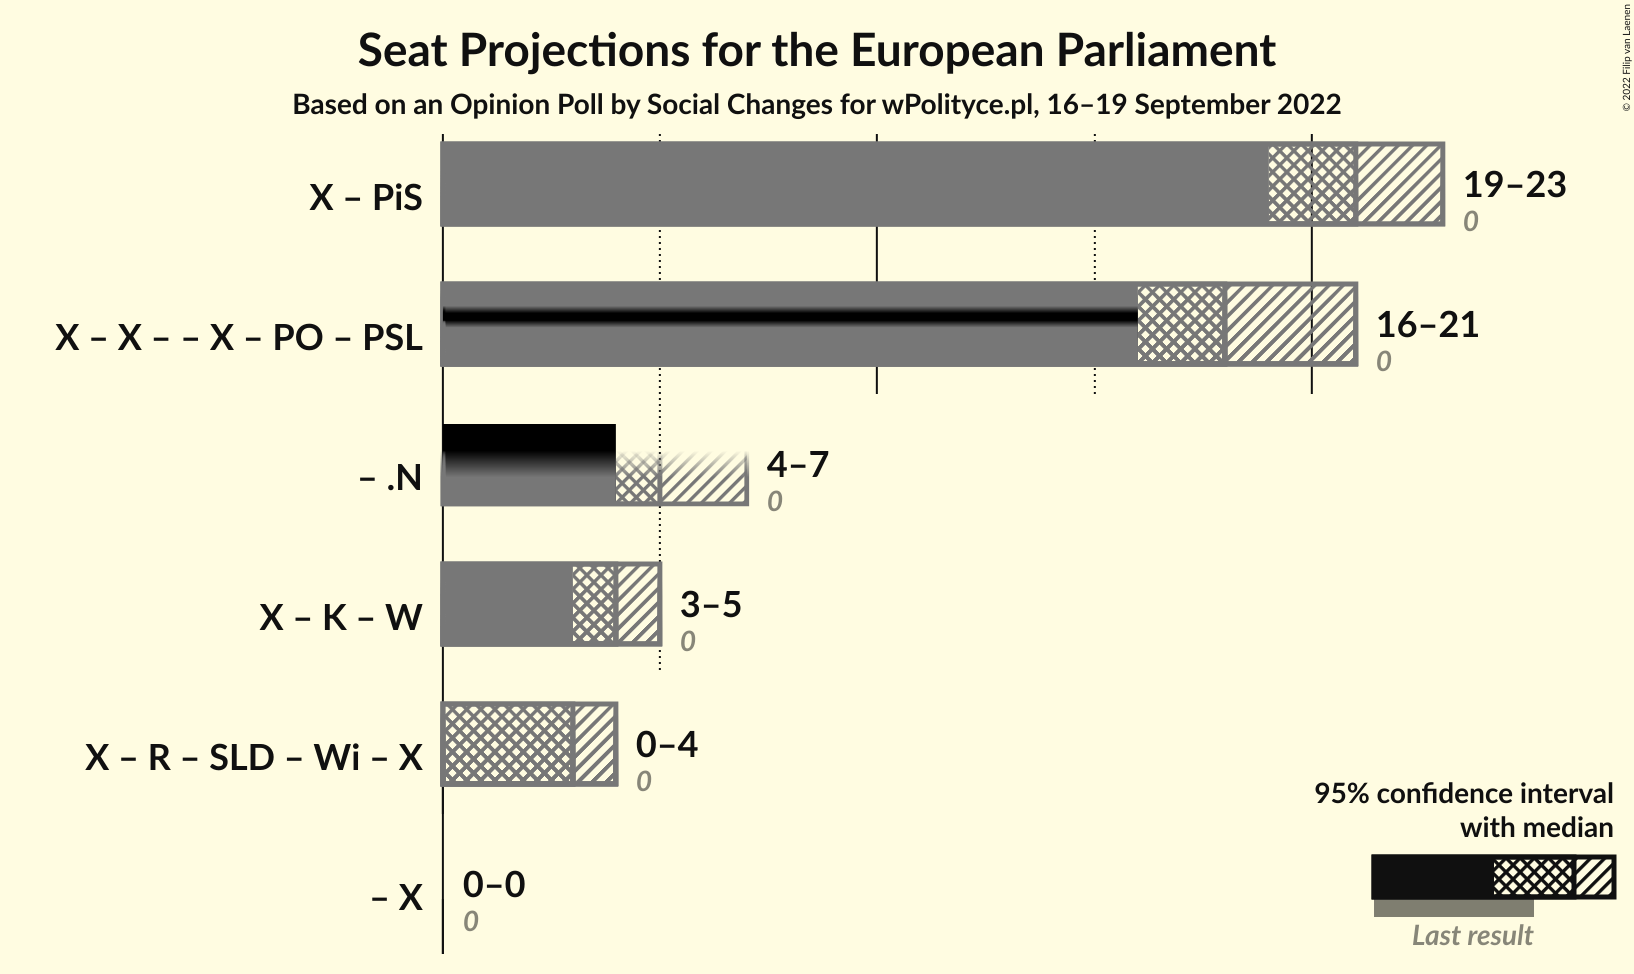 Seat Projections for the European Parliament
Based on an Opinion Poll by Social Changes for wPolityce.pl, 16–19 September 2022
© 2022 Filip van Laenen
X – PiS
19–23
0
X – X – – X – PO – PSL
16–21
0
– .N
4–7
0
X – K – W
3–5
0
X – R – SLD – Wi – X
0–4
0
– X
0–0
0
95% confidence interval
with median
Last result